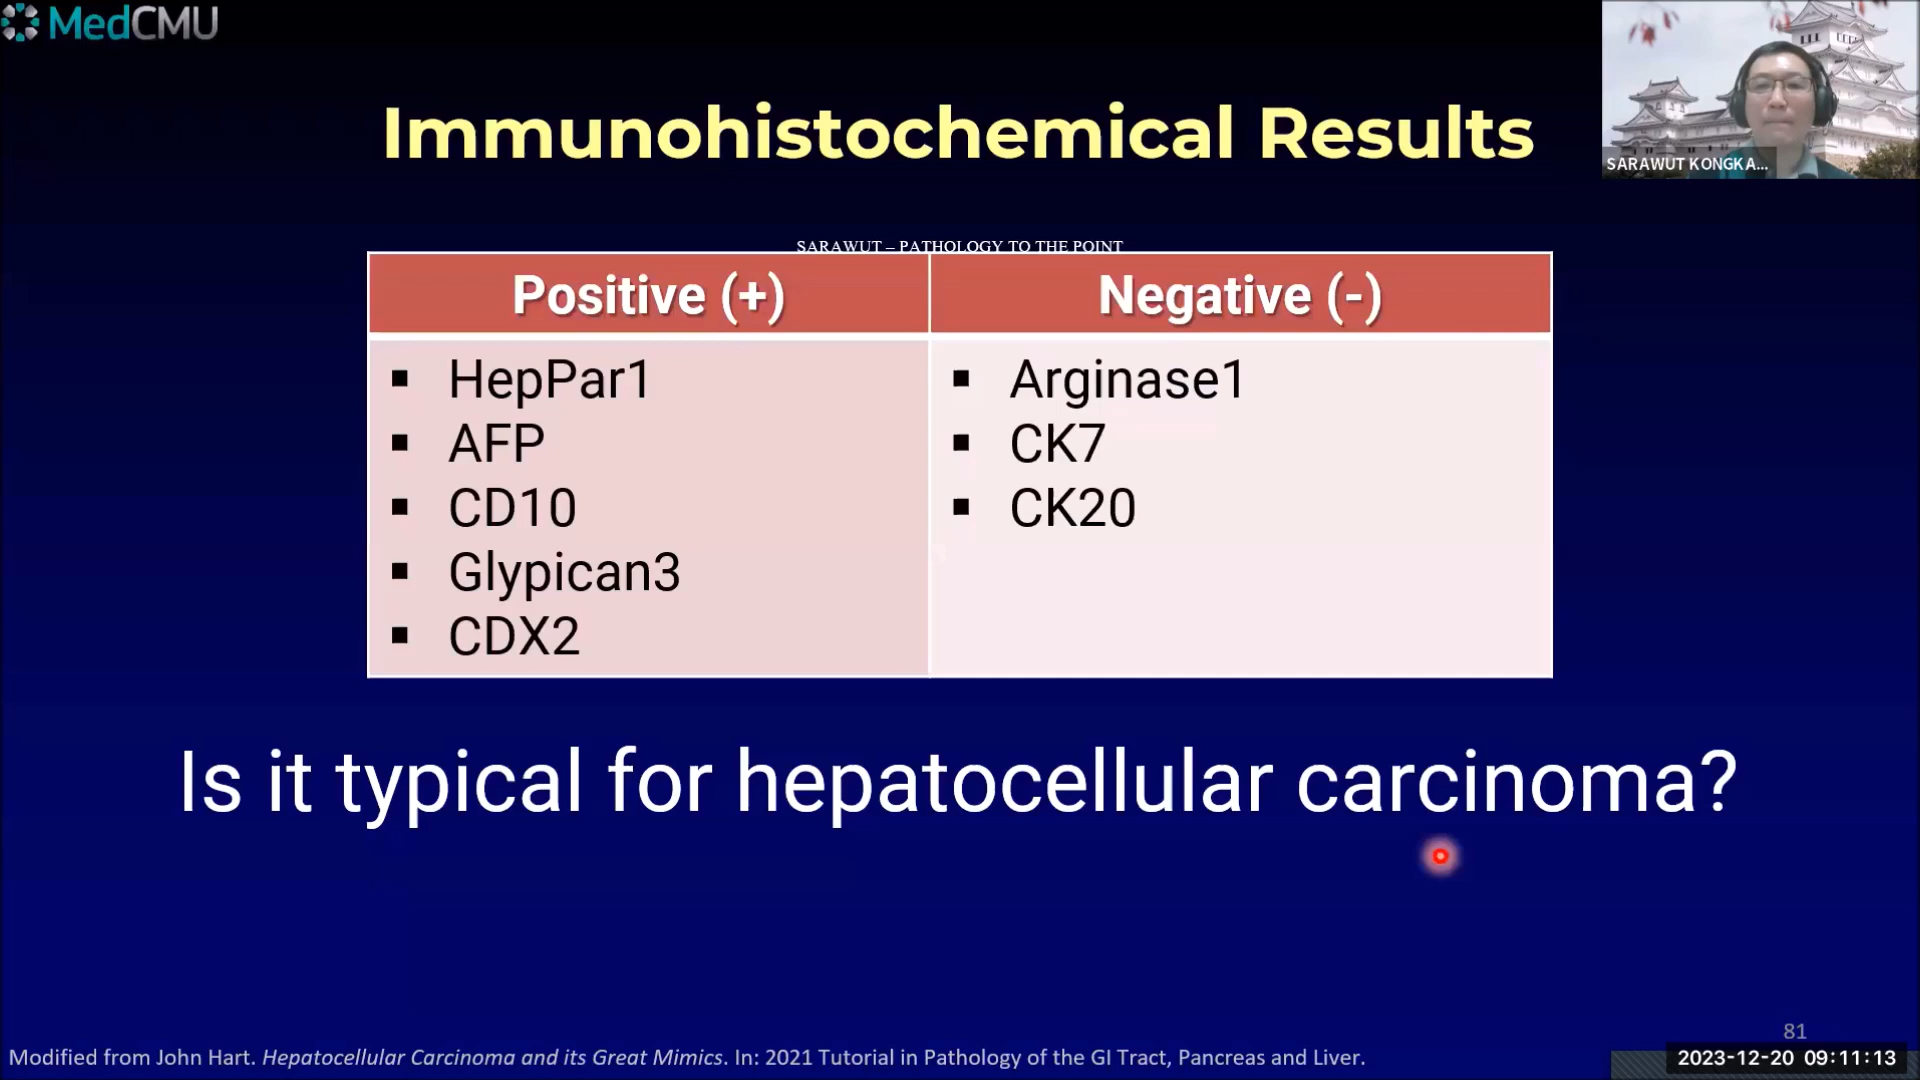 MedCMU
SARAWUT KONGKA...
Immunohistochemical Results
SARAWUT – PATHOLOGY TO THE POINT
Positive (+)
Negative (-)
▪ HepPar1
▪ AFP
▪ CD10
▪ Glypican3
▪ CDX2
▪ Arginase1
▪ CK7
▪ CK20
Is it typical for hepatocellular carcinoma?
81
Modified from John Hart. Hepatocellular Carcinoma and its Great Mimics. In: 2021 Tutorial in Pathology of the GI Tract, Pancreas and Liver.
2023-12-20 09:11:13